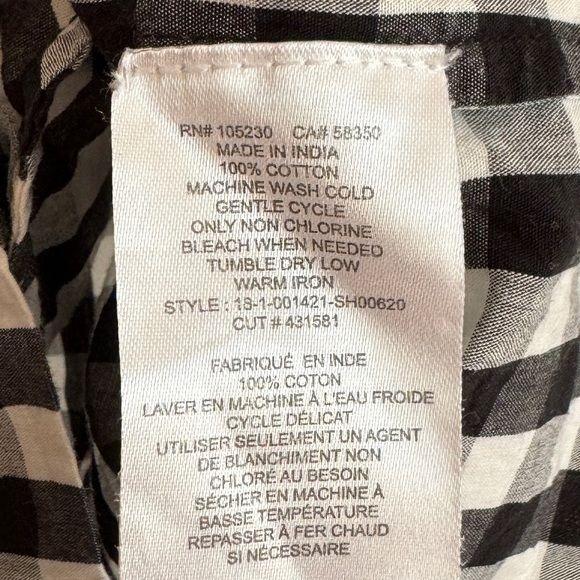 RN# 105230 CA# 58350
MADE IN INDIA
100% COTTON
MACHINE WASH COLD
GENTLE CYCLE
ONLY NON CHLORINE
BLEACH WHEN NEEDED
TUMBLE DRY LOW
WARM IRON
STYLE : 18-1-001421-SH00620
CUT # 431581
FABRIQUÉ EN INDE
100% COTON
LAVER EN MACHINE À L'EAU FROIDE
CYCLE DÉLICAT
UTILISER SEULEMENT UN AGENT
DE BLANCHIMENT NON
CHLORÉ AU BESOIN
SÉCHER EN MACHINE À
BASSE TEMPÉRATURE
REPASSER À FER CHAUD
SI NÉCESSAIRE